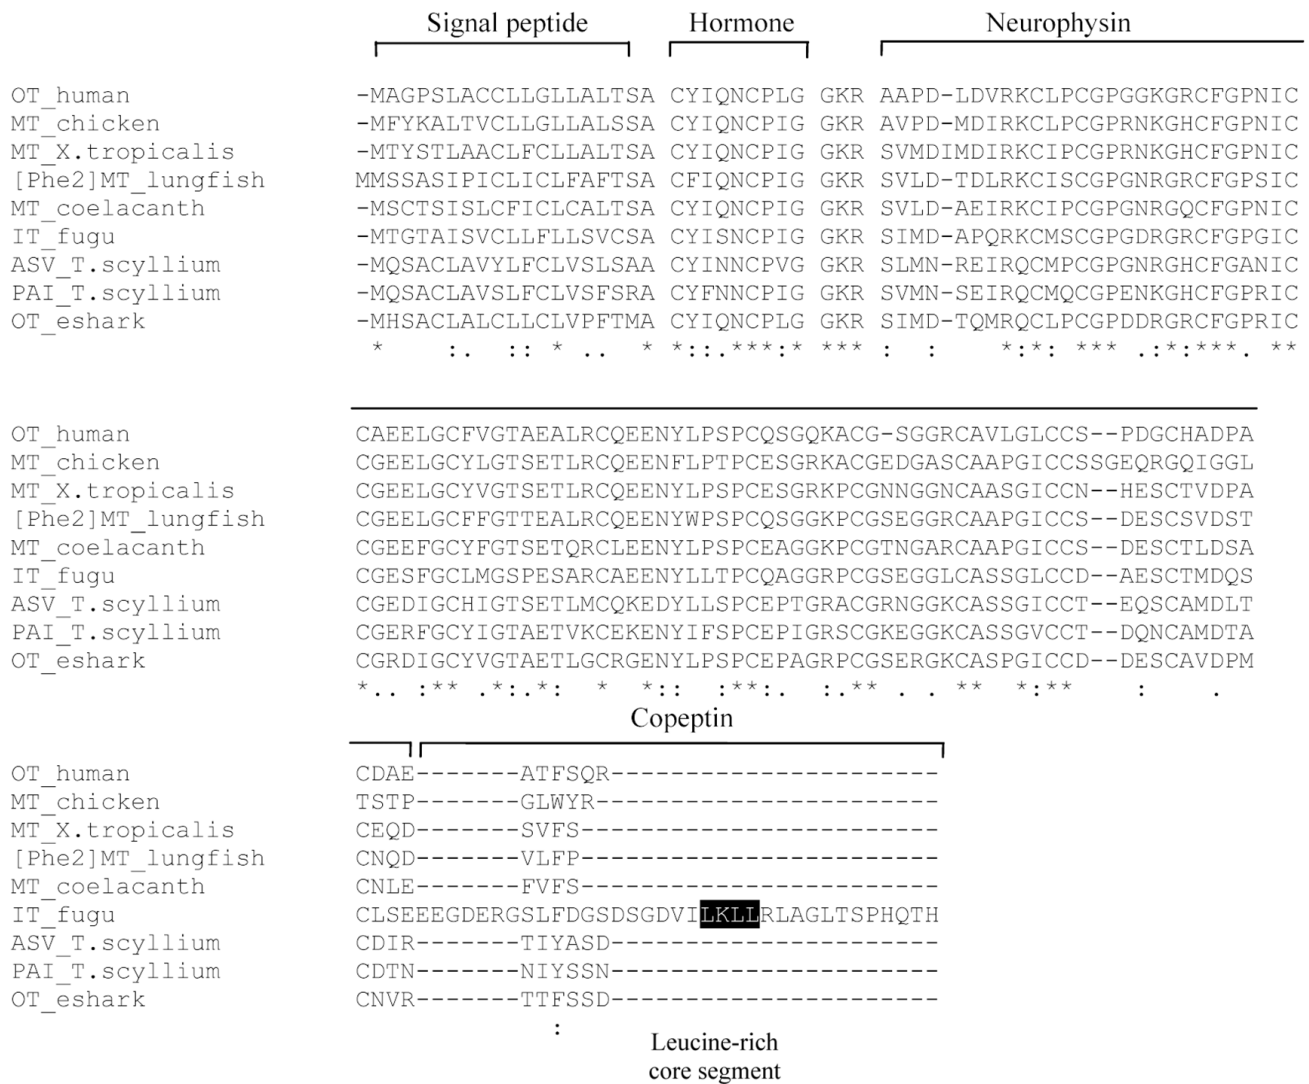 Signal peptide Hormone Neurophysin
OT_human -MAGPSLACCLLGLLALTSA CYIQNCPLG GKR AAPD-LDVRKCLPCGPGGKGRCFGPNIC
MT_chicken -MFYKALTVCLLGLLALSSA CYIQNCPIG GKR AVPD-MDIRKCLPCGPRNKGHCFGPNIC
MT_X.tropicalis -MTYSTLAACLFCLLALTSA CYIQNCPIG GKR SVMDIMDIRKCIPCGPRNKGHCFGPNIC
[Phe2]MT_lungfish MMSSASIPICLICLFAFTSA CFIQNCPIG GKR SVLD-TDLRKCISCGPGNRGRCFGPSIC
MT_coelacanth -MSCTSISLCFICLCALTSA CYIQNCPIG GKR SVLD-AEIRKCIPCGPGNRGQCFGPNIC
IT_fugu -MTGTAISVCLLFLLSVCSA CYISNCPIG GKR SIMD-APQRKCMSCGPGDRGRCFGPGIC
ASV_T.scyllium -MQSACLAVYLFCLVSLSAA CYINNCPVG GKR SLMN-REIRQCMPCGPGNRGHCFGANIC
PAI_T.scyllium -MQSACLAVSLFCLVSFSRA CYFNNCPIG GKR SVMN-SEIRQCMQCGPENKGHCFGPRIC
OT_eshark -MHSACLALCLLCLVPFTMA CYIQNCPLG GKR SIMD-TQMRQCLPCGPDDRGRCFGPRIC
* :. :: * .. * *::.***:* *** : : *:*: *** .:*:***. **
OT_human CAEELGCFVGTAEALRCQEENYLPSPCQSGQKACG-SGGRCAVLGLCCS--PDGCHADPA
MT_chicken CGEELGCYLGTSETLRCQEENFLPTPCESGRKACGEDGASCAAPGICCSSSGEQRGQIGGL
MT_X.tropicalis CGEELGCYVGTSETLRCQEENYLPSPCESGRKPCGNNGGNCAASGICCN--HESCTVDPA
[Phe2]MT_lungfish CGEELGCFFGTTEALRCQEENYWPSPCQSGGKPCGSEGGRCAAPGICCS--DESCSVDST
MT_coelacanth CGEEFGCYFGTSETQRCLEENYLPSPCEAGGKPCGTNGARCAAPGICCS--DESCTLDSA
IT_fugu CGESFGCLMGSPESARCAEENYLLTPCQAGGRPCGSEGGLCASSGLCCD--AESCTMDQS
ASV_T.scyllium CGEDIGCHIGTSETLMCQKEDYLLSPCEPTGRACGRNGGKCASSGICCT--EQSCAMDLT
PAI_T.scyllium CGERFGCYIGTAETVKCEKENYIFSPCEPIGRSCGKEGGKCASSGVCCT--DQNCAMDTA
OT_eshark CGRDIGCYVGTAETLGCRGENYLPSPCEPAGRPCGSERGKCASPGICCD--DESCAVDPM
*.. :** .*:.*: * *:: :**:. :.** . . ** *:** : .
Copeptin
OT_human CDAE-------ATFSQR----------------------
MT_chicken TSTP-------GLWYR-----------------------
MT_X.tropicalis CEQD-------SVFS------------------------
[Phe2]MT_lungfish CNQD-------VLFP------------------------
MT_coelacanth CNLE-------FVFS------------------------
IT_fugu CLSEEEGDERGSLFDGSDSGDVILKLLRLAGLTSPHQTH
ASV_T.scyllium CDIR-------TIYASD----------------------
PAI_T.scyllium CDTN-------NIYSSN----------------------
OT_eshark CNVR-------TTFSSD----------------------
:
Leucine-rich
core segment